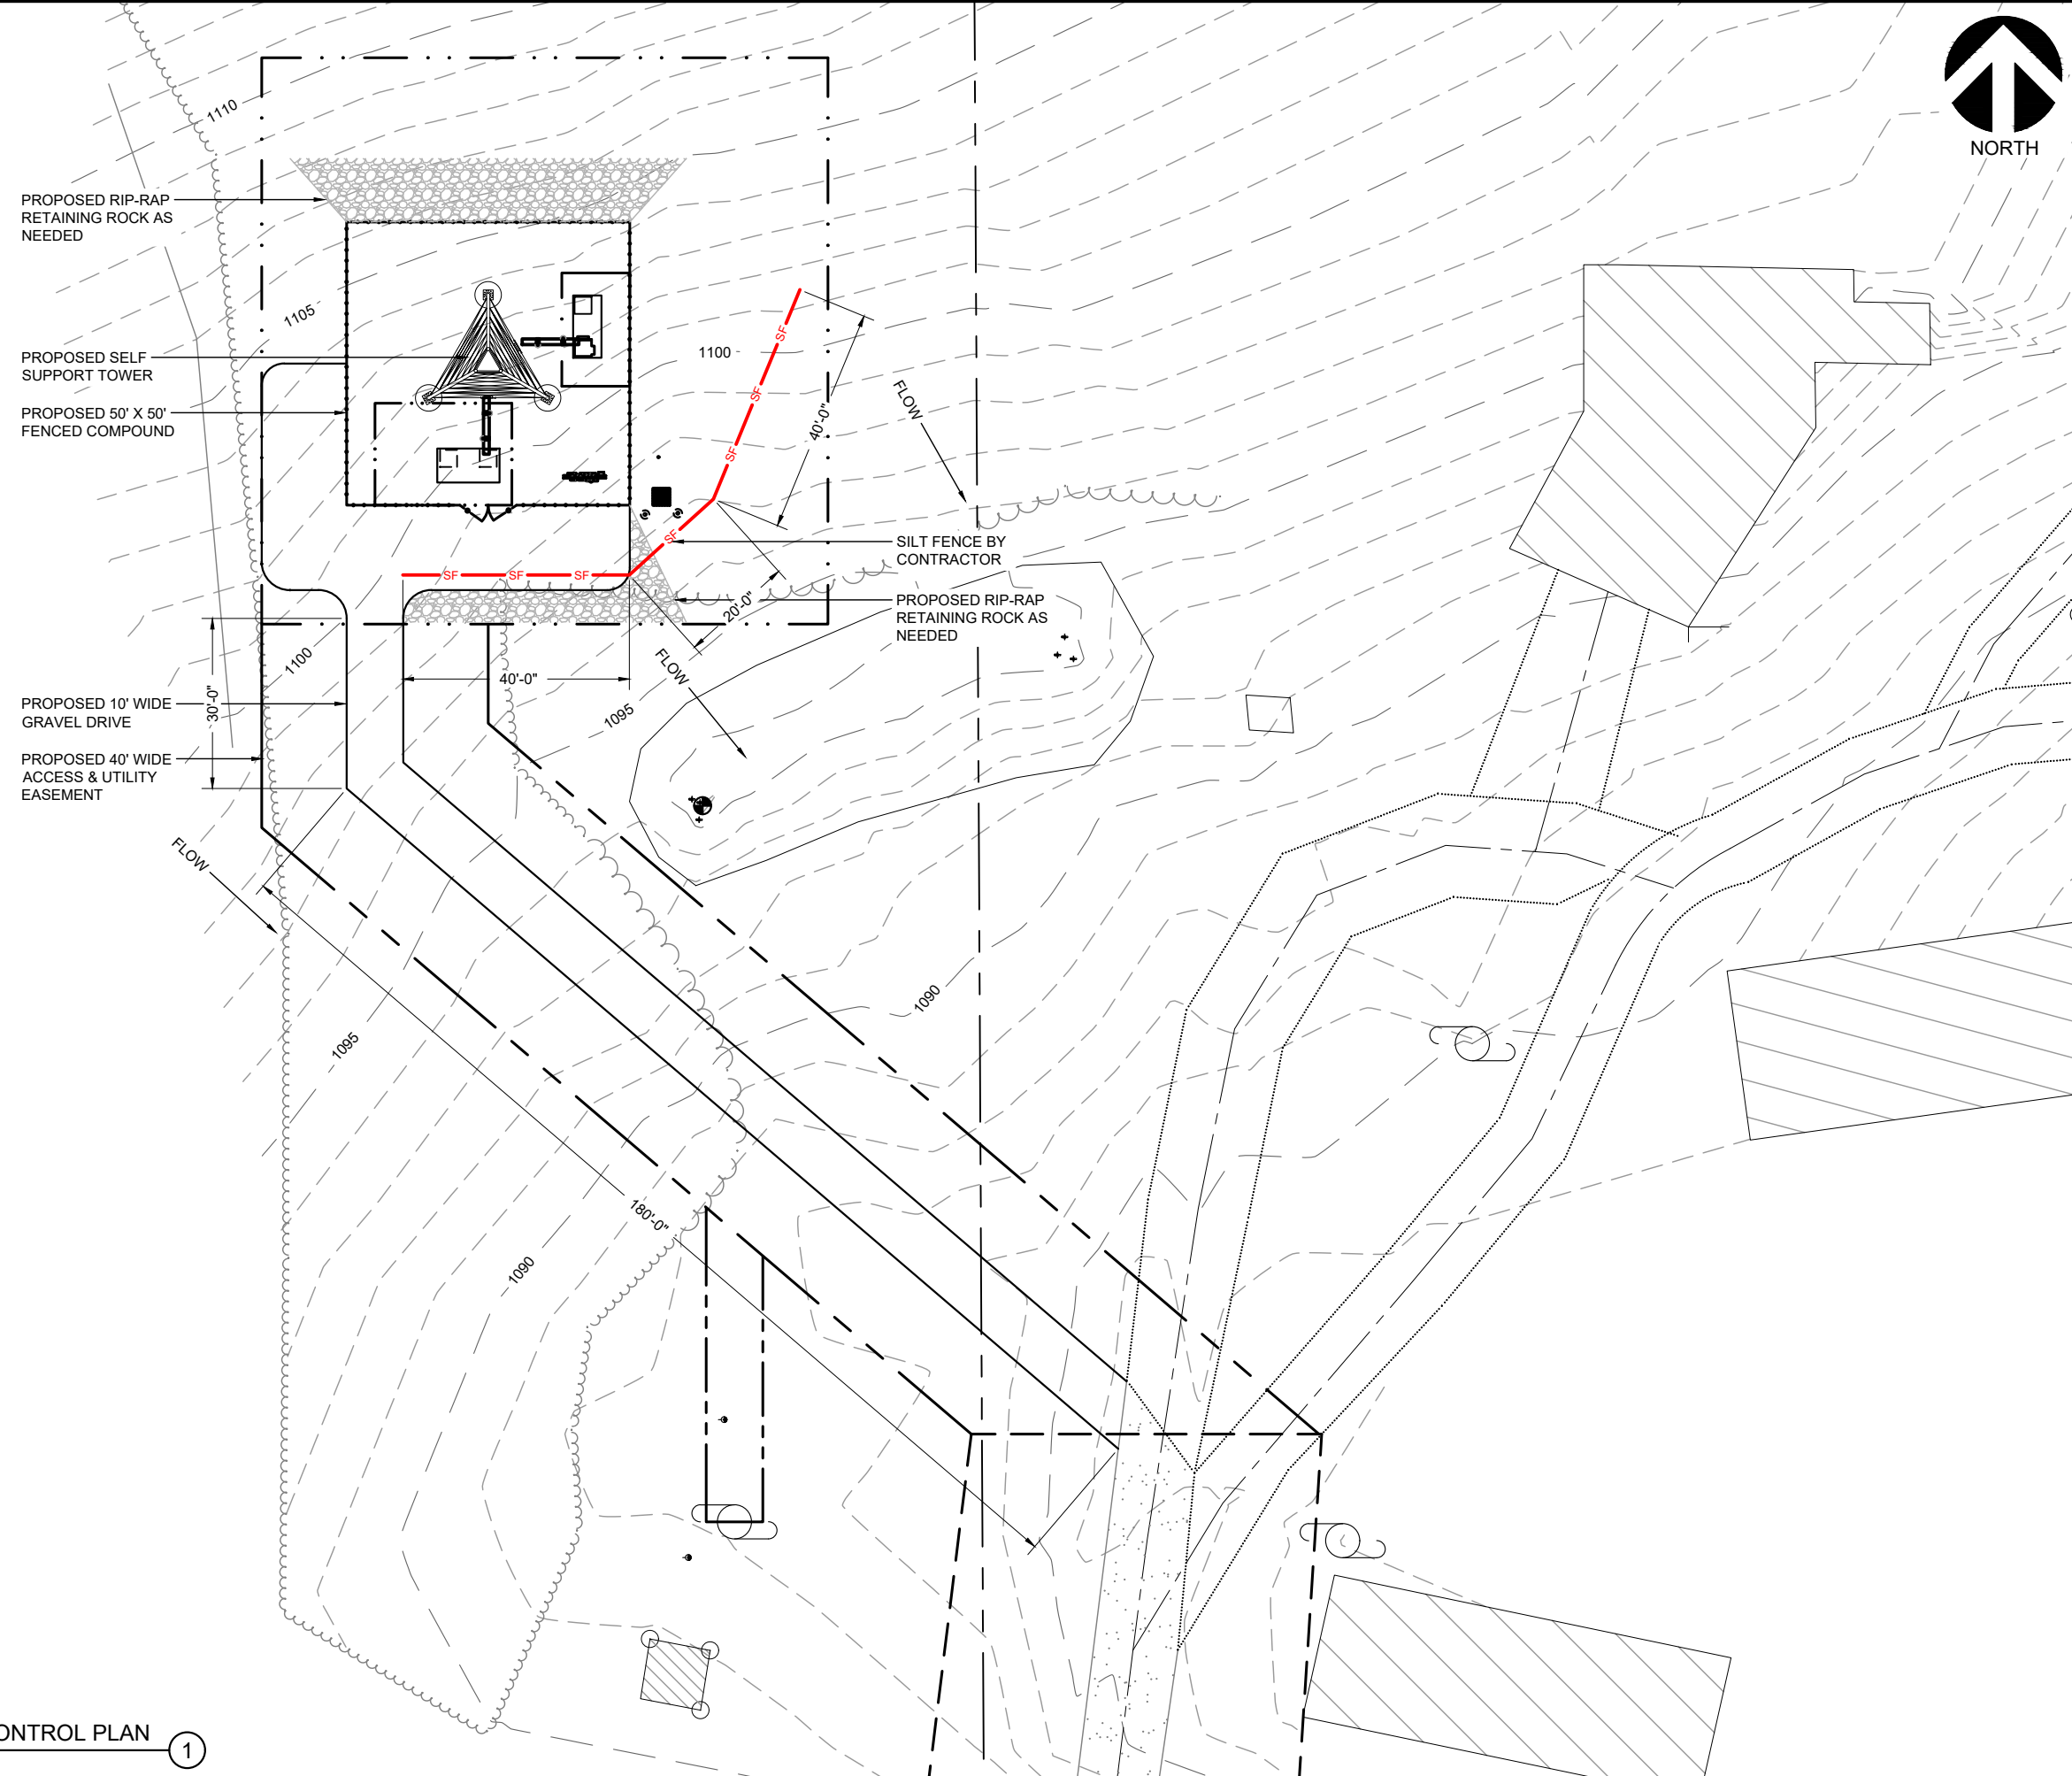 NORTH
1110
PROPOSED RIP-RAP
RETAINING ROCK AS
NEEDED
1105
PROPOSED SELF
SUPPORT TOWER
1100
SF
SF
SF
FLOW
40'-0"
PROPOSED 50' X 50'
FENCED COMPOUND
SF
SILT FENCE BY
CONTRACTOR
SF
SF
SF
PROPOSED RIP-RAP
RETAINING ROCK AS
NEEDED
20'-0"
1100
FLOW
40'-0"
30'-0"
1095
PROPOSED 10' WIDE
GRAVEL DRIVE
PROPOSED 40' WIDE
ACCESS & UTILITY
EASEMENT
FLOW
1090
1095
180'-0"
1090
ONTROL PLAN
1